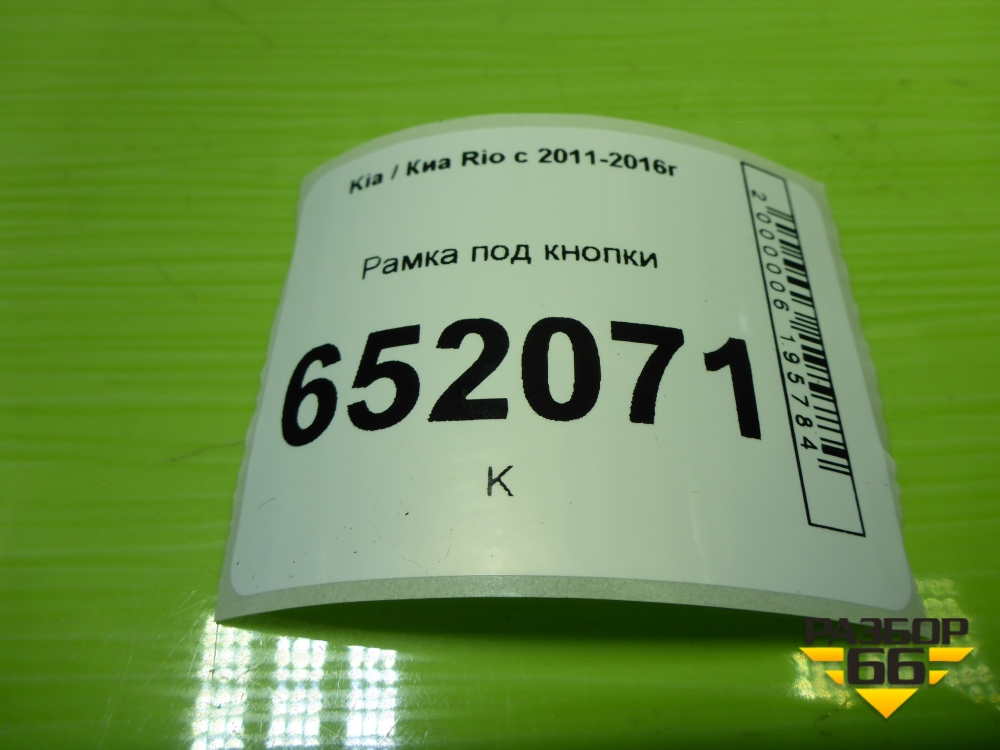 Kia / Киа Rio с 2011-2016г
Рамка под кнопки
652071
К
2000006195784
РАЗБОР
66